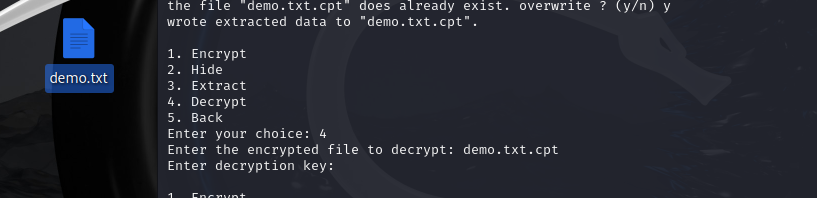 the file "demo.txt.cpt" does already exist. overwrite ? (y/n) y
wrote extracted data to "demo.txt.cpt".
demo.txt
1. Encrypt
2. Hide
3. Extract
4. Decrypt
5. Back
Enter your choice: 4
Enter the encrypted file to decrypt: demo.txt.cpt
Enter decryption key:
1. Encrypt